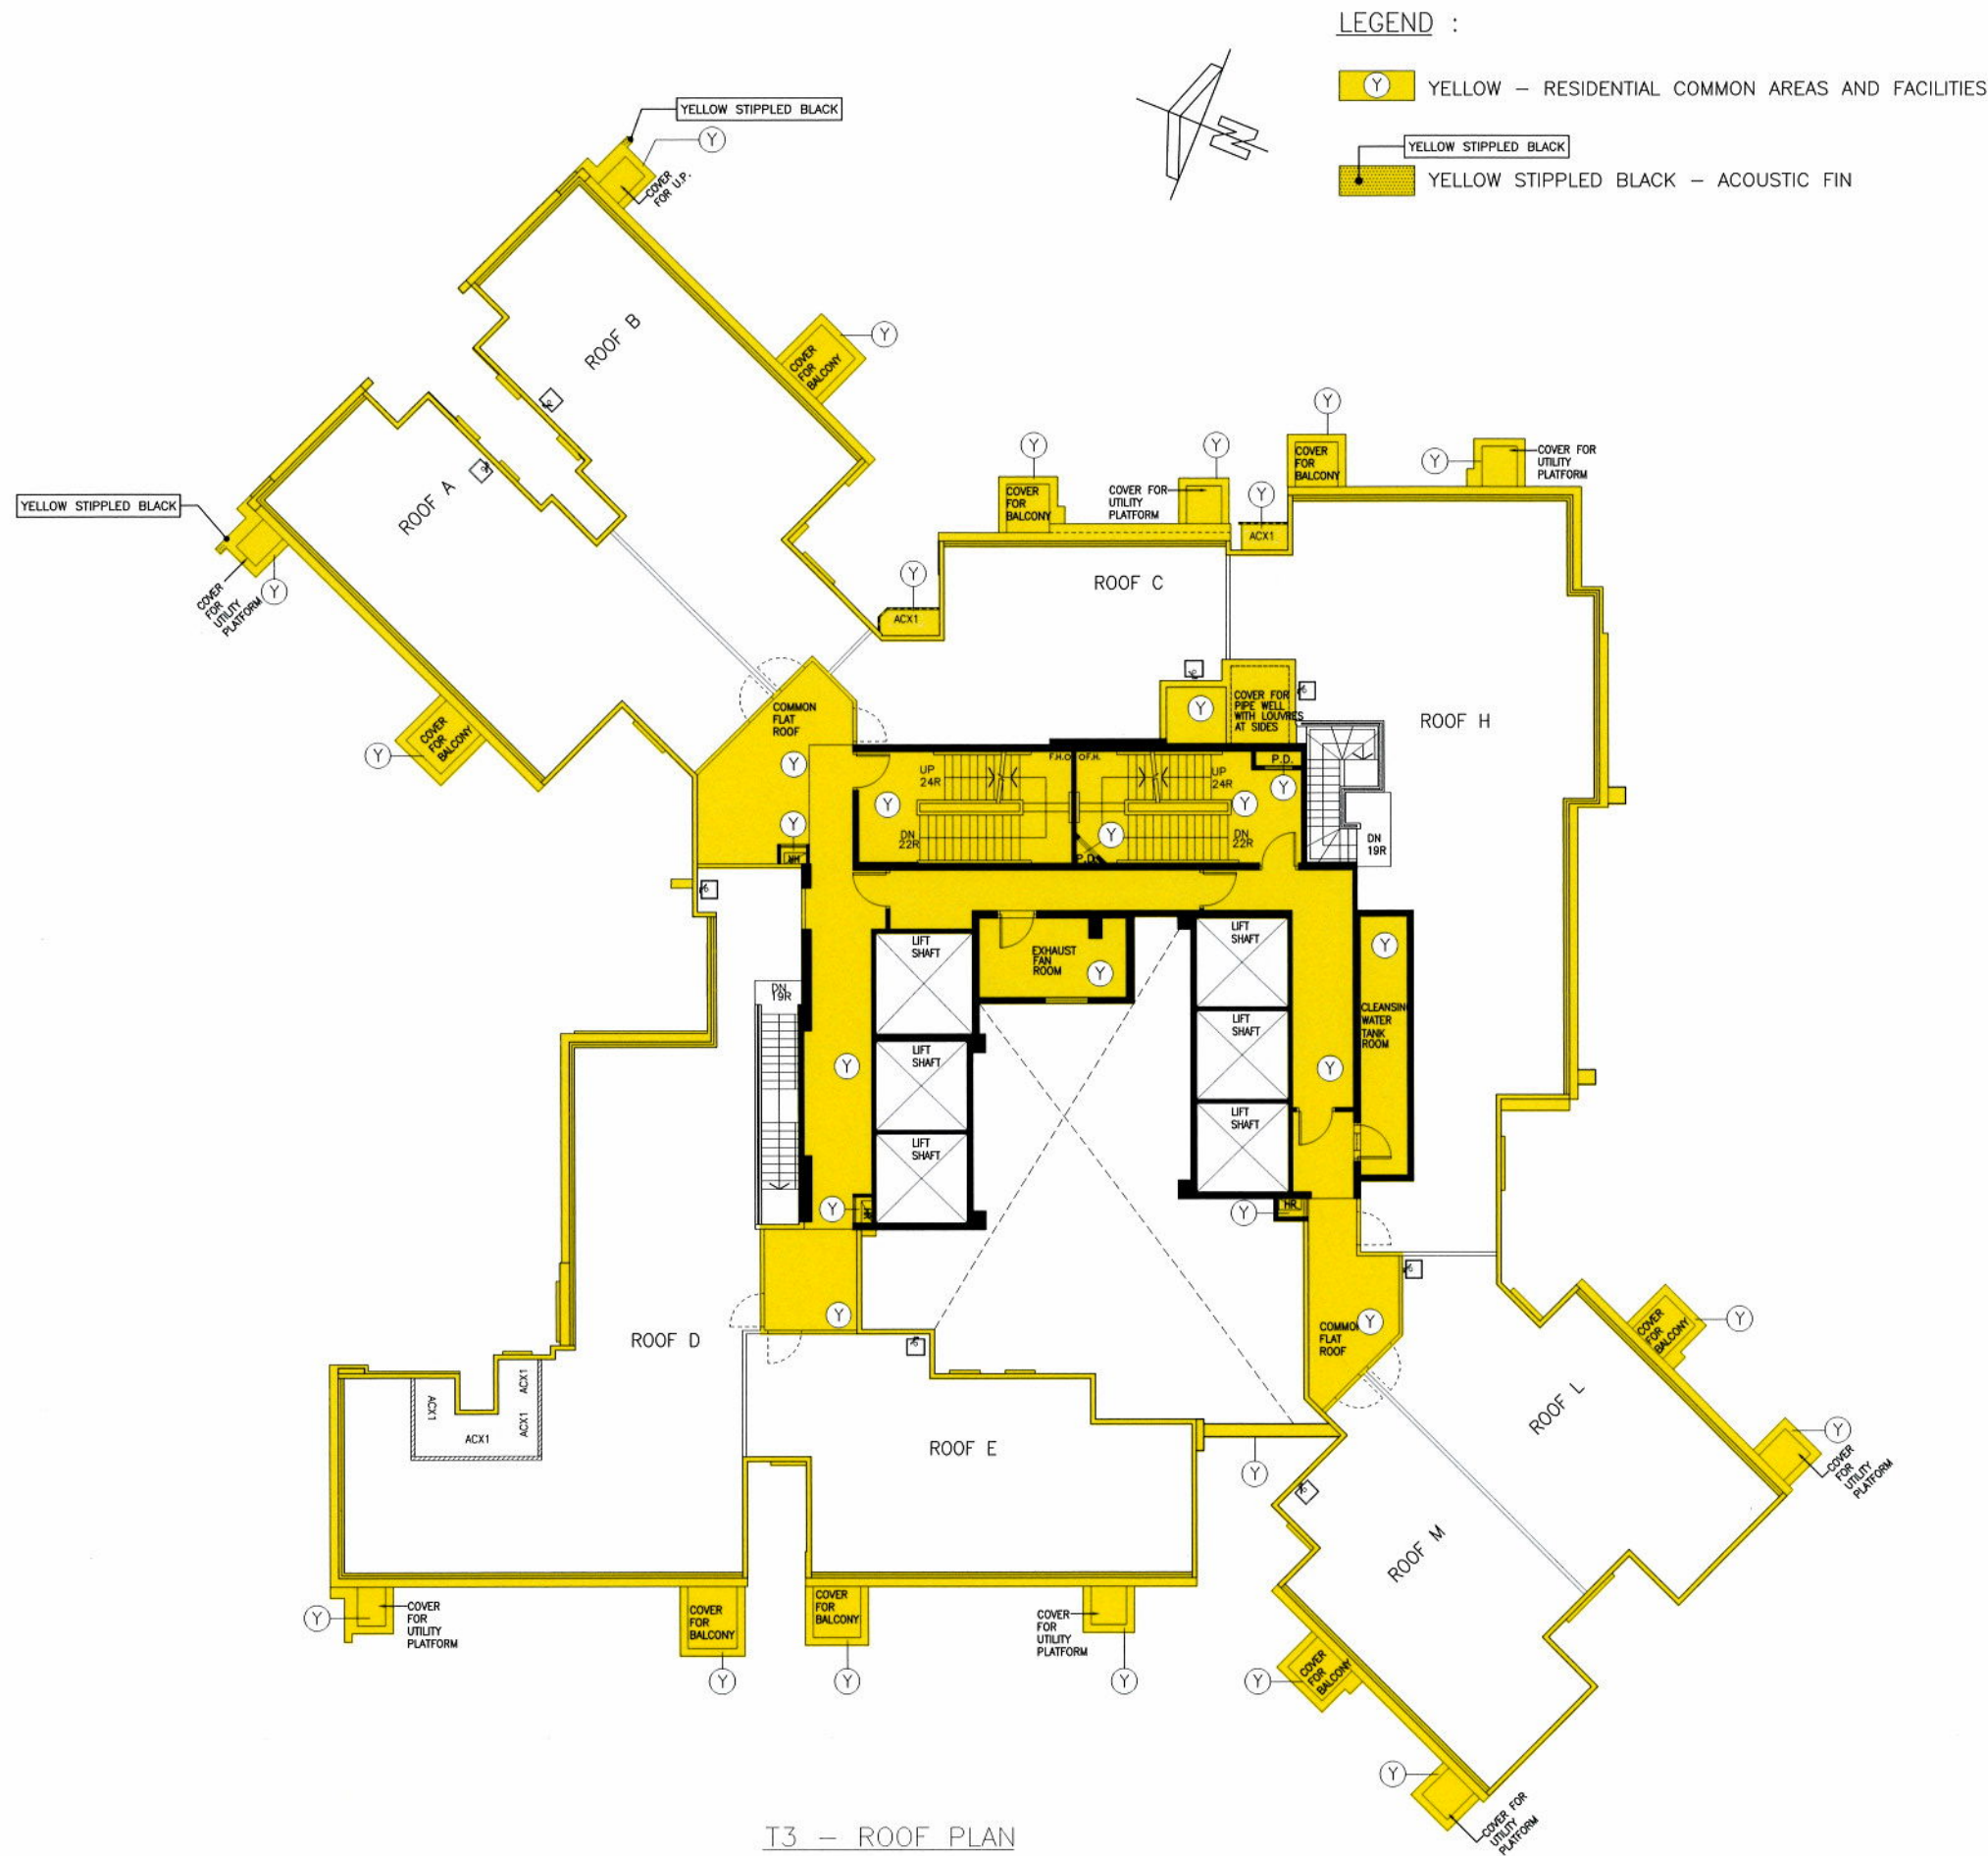 LEGEND :
Y YELLOW – RESIDENTIAL COMMON AREAS AND FACILITIES
YELLOW STIPPLED BLACK
YELLOW STIPPLED BLACK – ACOUSTIC FIN
YELLOW STIPPLED BLACK
Y
COVER
FOR U.P.
ROOF B
COVER
FOR
BALCONY
Y
ROOF A
YELLOW STIPPLED BLACK
COVER
FOR
UTILITY
PLATFORM
Y
COVER
FOR
BALCONY
Y
Y
COVER
FOR
BALCONY
Y
COVER FOR
UTILITY
PLATFORM
Y
ACX1
Y
COVER
FOR
BALCONY
Y
COVER FOR
UTILITY
PLATFORM
Y
ACX1
ROOF C
Y
COVER FOR
PIPE WELL
WITH LOUVRES
AT SIDES
ROOF H
COMMON
FLAT
ROOF
Y
Y
HR
UP
24R
DN
22R
Y
F.H.O
OF.H.
UP
24R
DN
22R
Y
Y
P.D.
P.D.
Y
DN
19R
LIFT
SHAFT
EXHAUST
FAN
ROOM
Y
LIFT
SHAFT
Y
CLEANSING
WATER
TANK
ROOM
DN
19R
LIFT
SHAFT
LIFT
SHAFT
Y
Y
LIFT
SHAFT
LIFT
SHAFT
Y
HR
Y
HR
Y
ROOF D
COMMON
FLAT
ROOF
Y
COVER
FOR
BALCONY
Y
ACX1
ACX1
ACX1
ACX1
ROOF E
Y
ROOF L
Y
COVER
FOR
UTILITY
PLATFORM
ROOF M
Y
COVER
FOR
UTILITY
PLATFORM
COVER
FOR
BALCONY
Y
COVER
FOR
BALCONY
Y
COVER
FOR
UTILITY
PLATFORM
Y
Y
COVER
FOR
BALCONY
Y
COVER FOR
UTILITY
PLATFORM
T3 – ROOF PLAN